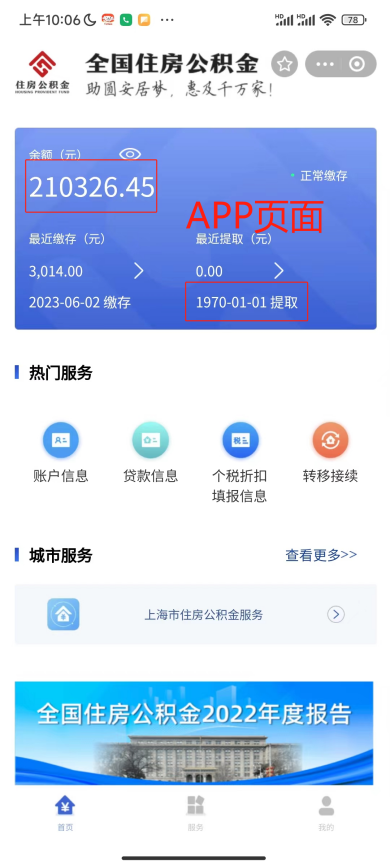 上午10:06
78
住房公积金
HOUSING PROVIDENT FUND
全国住房公积金
助圆安居梦，惠及千万家！
余额（元）
210326.45
正常缴存
APP页面
最近缴存（元）
最近提取（元）
3,014.00
0.00
2023-06-02 缴存
1970-01-01 提取
热门服务
账户信息
贷款信息
个税折扣
填报信息
转移接续
城市服务
查看更多>>
上海市住房公积金服务
全国住房公积金2022年度报告
首页
服务
我的